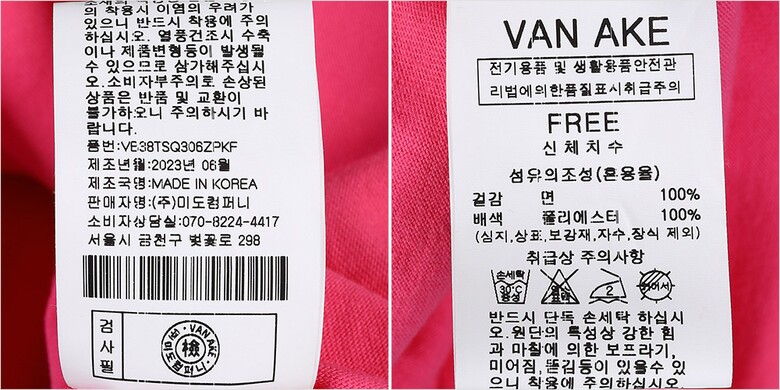 의 착용시 이염의 우려가
있으니 반드시 착용에 주의
하십시오. 열풍건조시 수축
이나 제품변형등이 발생될
수 있으므로 삼가해주십시
오.소비자부주의로 손상된
상품은 반품 및 교환이
불가하오니 주의하시기 바
랍니다.
품번:VE38TSQ306ZPKF
제조년월:2023년 06월
제조국명:MADE IN KOREA
판매자명:(주)미도컴퍼니
소비자상담실:070-8224-4417
서울시 금천구 벚꽃로 298
검사필
VAN AKE
檢
(주)미도컴퍼니
VAN AKE
전기용품 및 생활용품안전관
리법에의한품질표시취급주의
FREE
신체치수
섬유의조성(혼용율)
겉감 면 100%
배색 폴리에스터 100%
(심지,상표,보강재,자수,장식 제외)
취급상 주의사항
손세탁
30°C
중성
염소
표백
2
드라이
반드시 단독 손세탁 하십시
오.원단의 특성상 강한 힘
과 마찰에 의한 보프라기,
미어짐,뜯김등이 있을수 있
으니 착용에 주의하십시오.